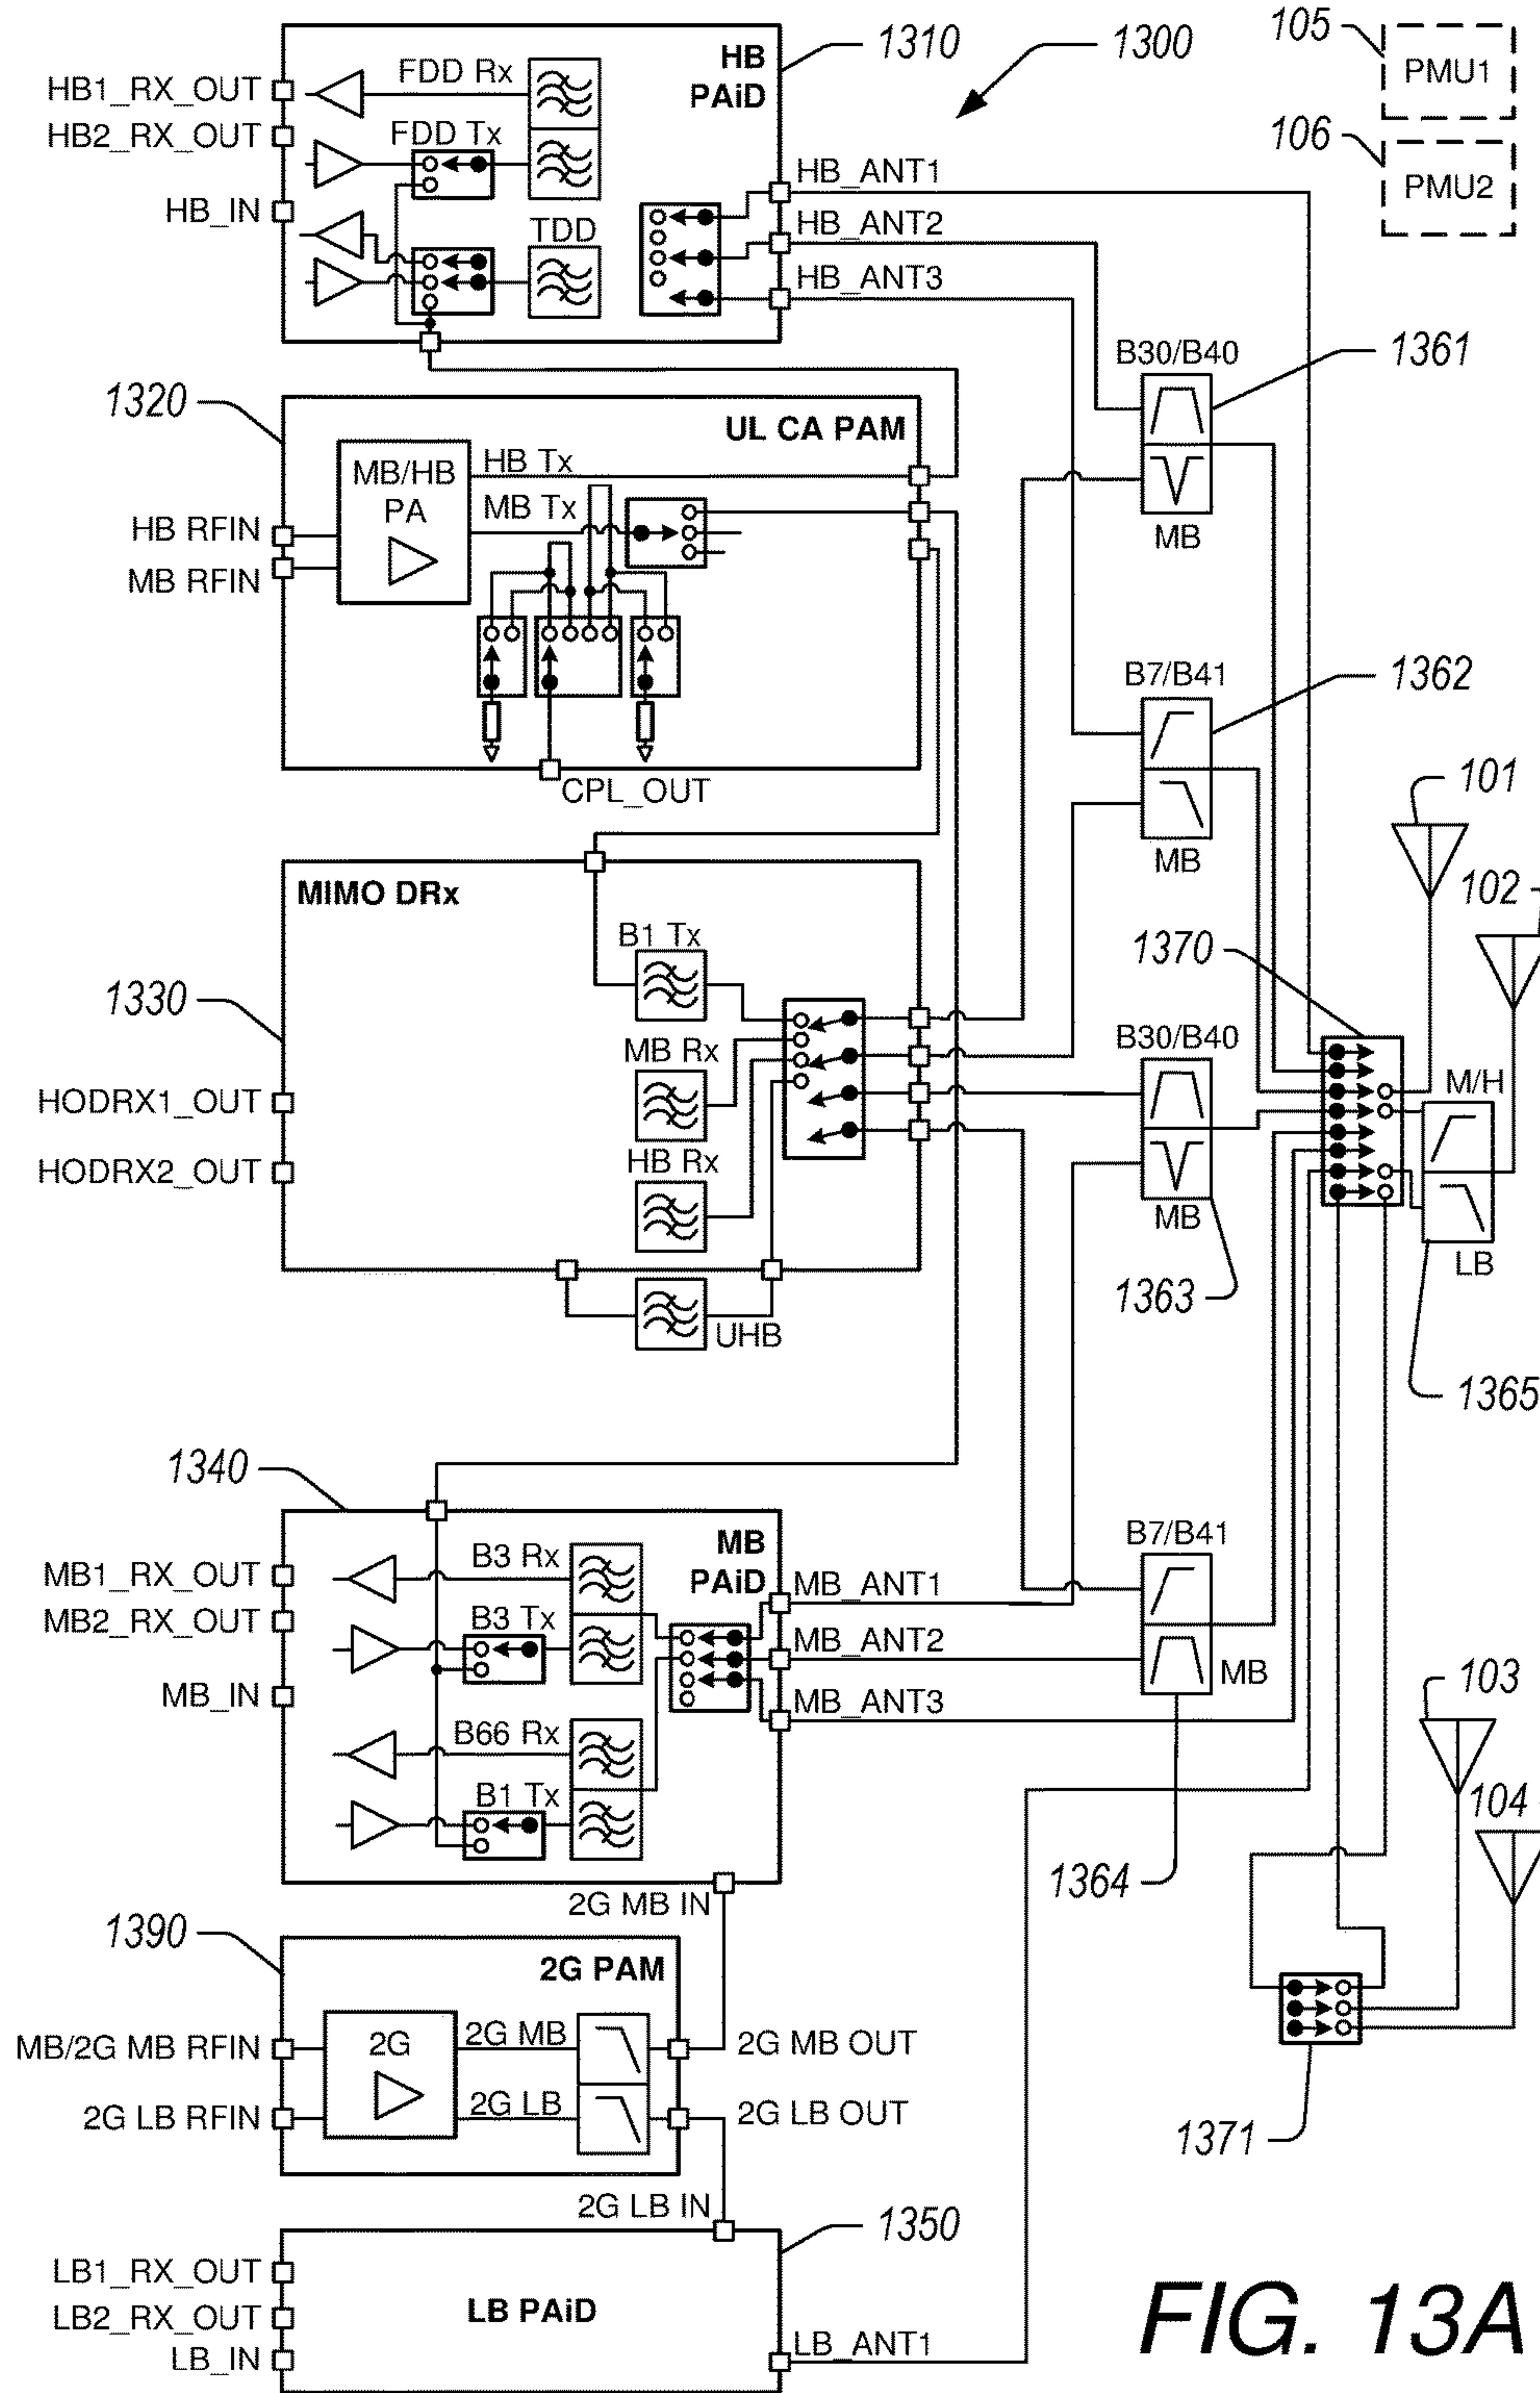 1310
1300
105
PMU1
106
PMU2
HB
PAiD
HB1_RX_OUT
FDD Rx
HB2_RX_OUT
FDD Tx
HB_IN
TDD
HB_ANT1
HB_ANT2
HB_ANT3
B30/B40
1361
MB
1320
UL CA PAM
MB/HB
PA
HB Tx
MB Tx
HB RFIN
MB RFIN
CPL_OUT
B7/B41
1362
MB
101
102
MIMO DRx
1330
B1 Tx
MB Rx
HB Rx
HODRX1_OUT
HODRX2_OUT
UHB
1370
B30/B40
MB
1363
M/H
LB
1365
1340
MB
PAiD
MB1_RX_OUT
B3 Rx
MB2_RX_OUT
B3 Tx
MB_IN
B66 Rx
B1 Tx
MB_ANT1
MB_ANT2
MB_ANT3
B7/B41
MB
1364
103
104
2G MB IN
1390
2G PAM
MB/2G MB RFIN
2G
2G MB
2G MB OUT
2G LB RFIN
2G LB
2G LB OUT
1371
2G LB IN
1350
LB1_RX_OUT
LB2_RX_OUT
LB_IN
LB PAiD
LB_ANT1
FIG. 13A